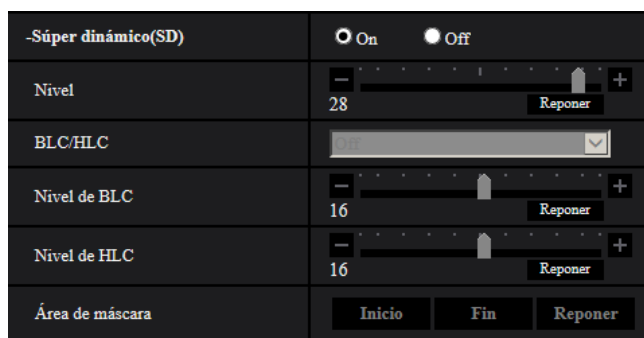 -Súper dinámico(SD) On Off
Nivel − +
28 Reponer
BLC/HLC Off
Nivel de BLC − +
16 Reponer
Nivel de HLC − +
16 Reponer
Área de máscara Inicio Fin Reponer